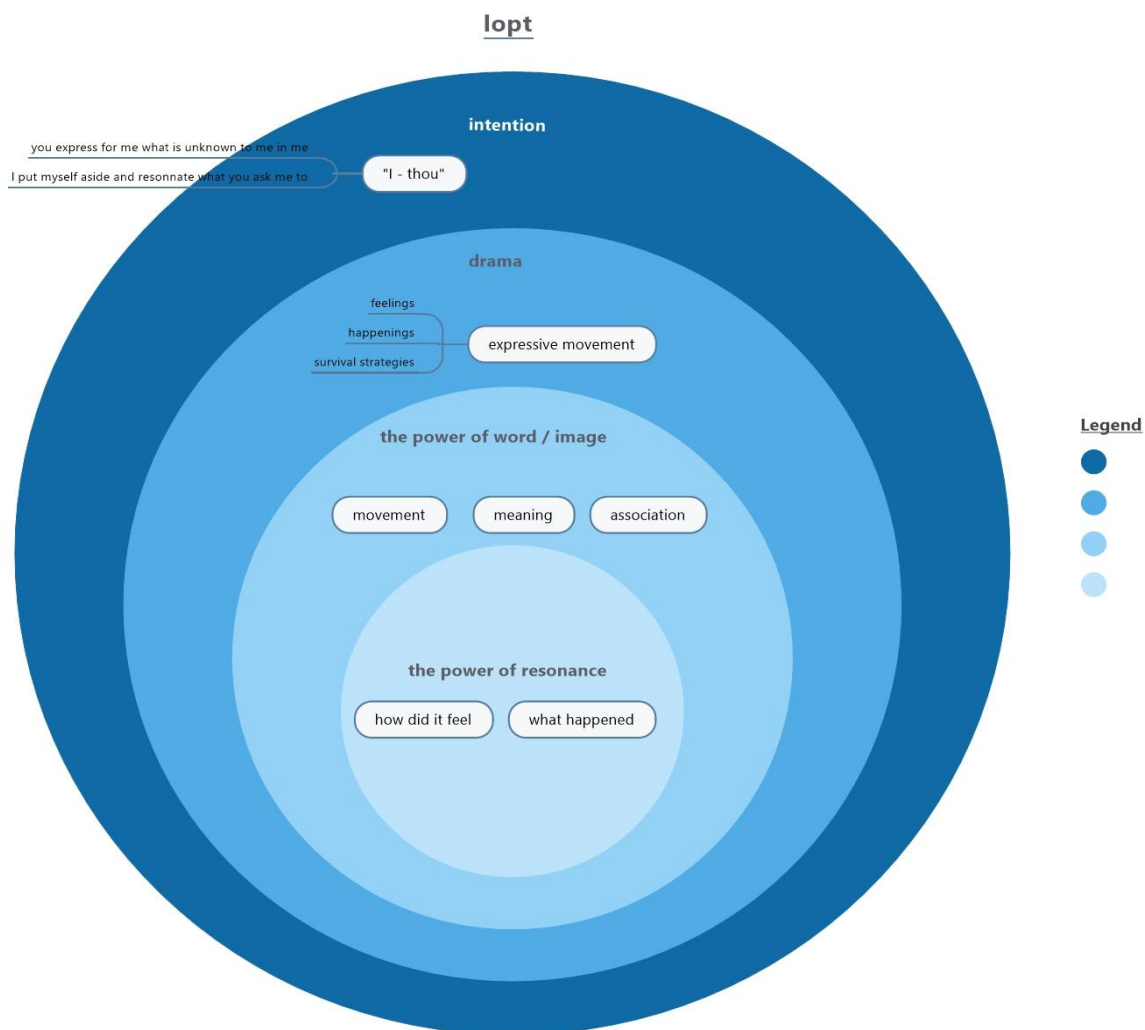 lopt
intention
you express for me what is unknown to me in me
I put myself aside and resonnate what you ask me to
"I - thou"
drama
feelings
happenings
survival strategies
expressive movement
the power of word / image
movement
meaning
association
the power of resonance
how did it feel
what happened
Legend